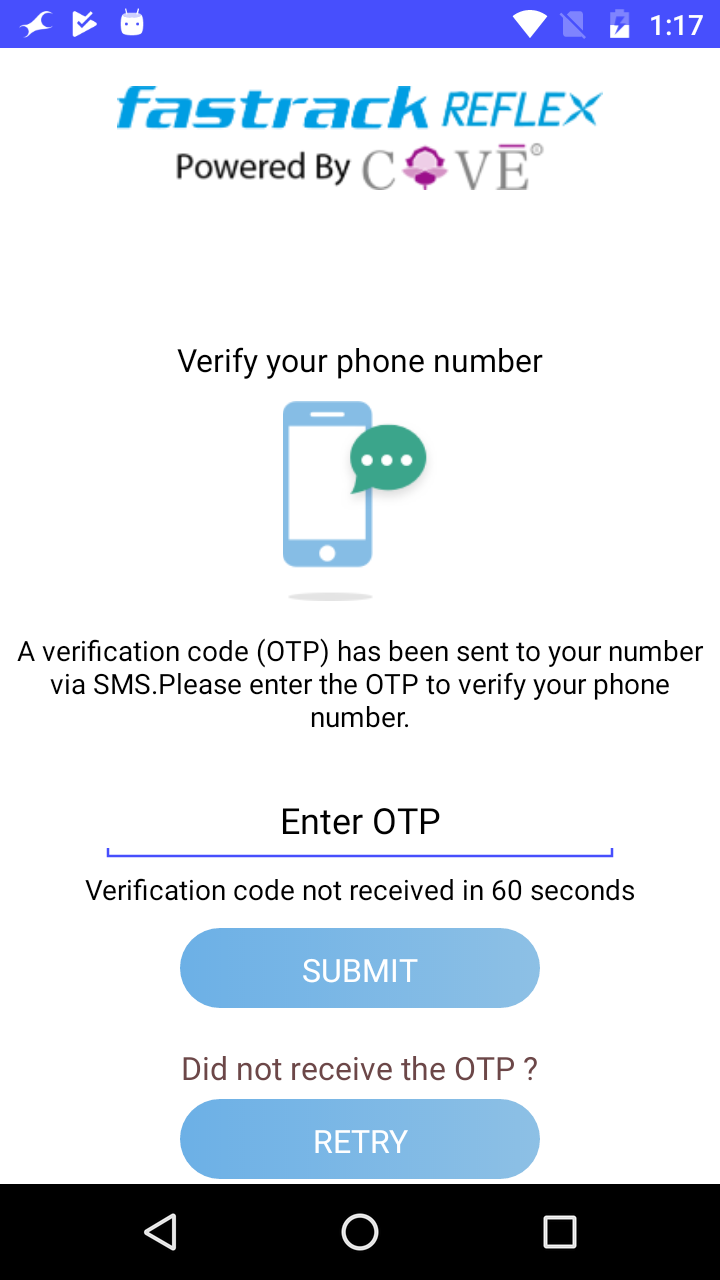 1:17
fastrack REFLEX
Powered By COVE®
Verify your phone number
A verification code (OTP) has been sent to your number
via SMS.Please enter the OTP to verify your phone
number.
Enter OTP
Verification code not received in 60 seconds
SUBMIT
Did not receive the OTP ?
RETRY